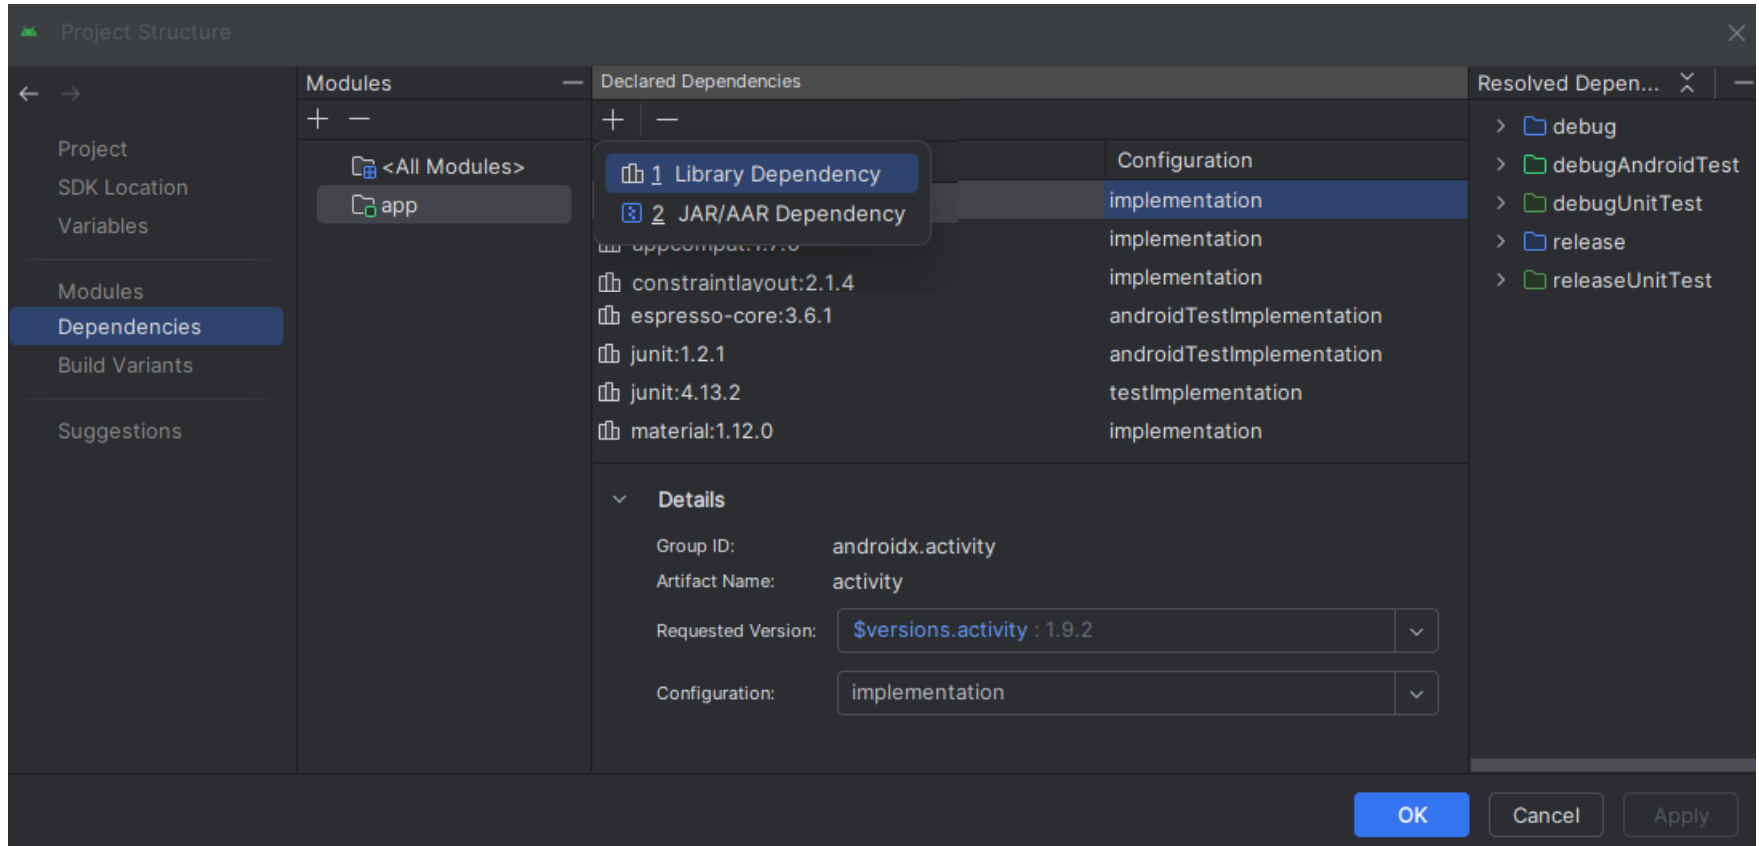 Project Structure
Modules
Declared Dependencies
Resolved Depen...
Project
SDK Location
Variables
Modules
Dependencies
Build Variants
Suggestions
<All Modules>
app
1 Library Dependency
2 JAR/AAR Dependency
Configuration
implementation
appcompat:1.7.0 implementation
constraintlayout:2.1.4 implementation
espresso-core:3.6.1 androidTestImplementation
junit:1.2.1 androidTestImplementation
junit:4.13.2 testImplementation
material:1.12.0 implementation
Details
Group ID: androidx.activity
Artifact Name: activity
Requested Version: $versions.activity : 1.9.2
Configuration: implementation
debug
debugAndroidTest
debugUnitTest
release
releaseUnitTest
OK Cancel Apply